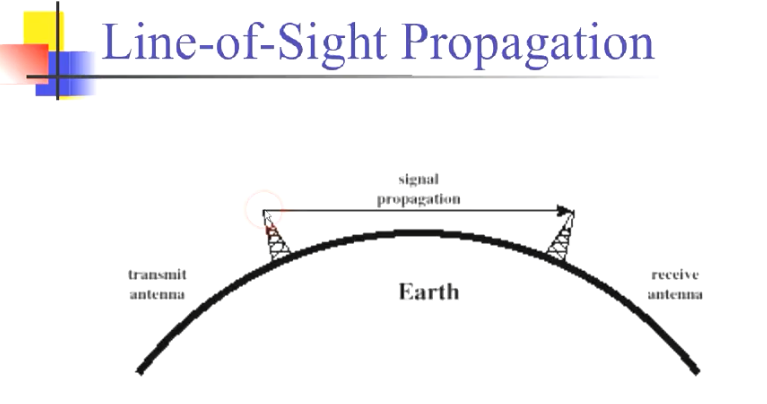 Line-of-Sight Propagation
signal
propagation
transmit
antenna
Earth
receive
antenna